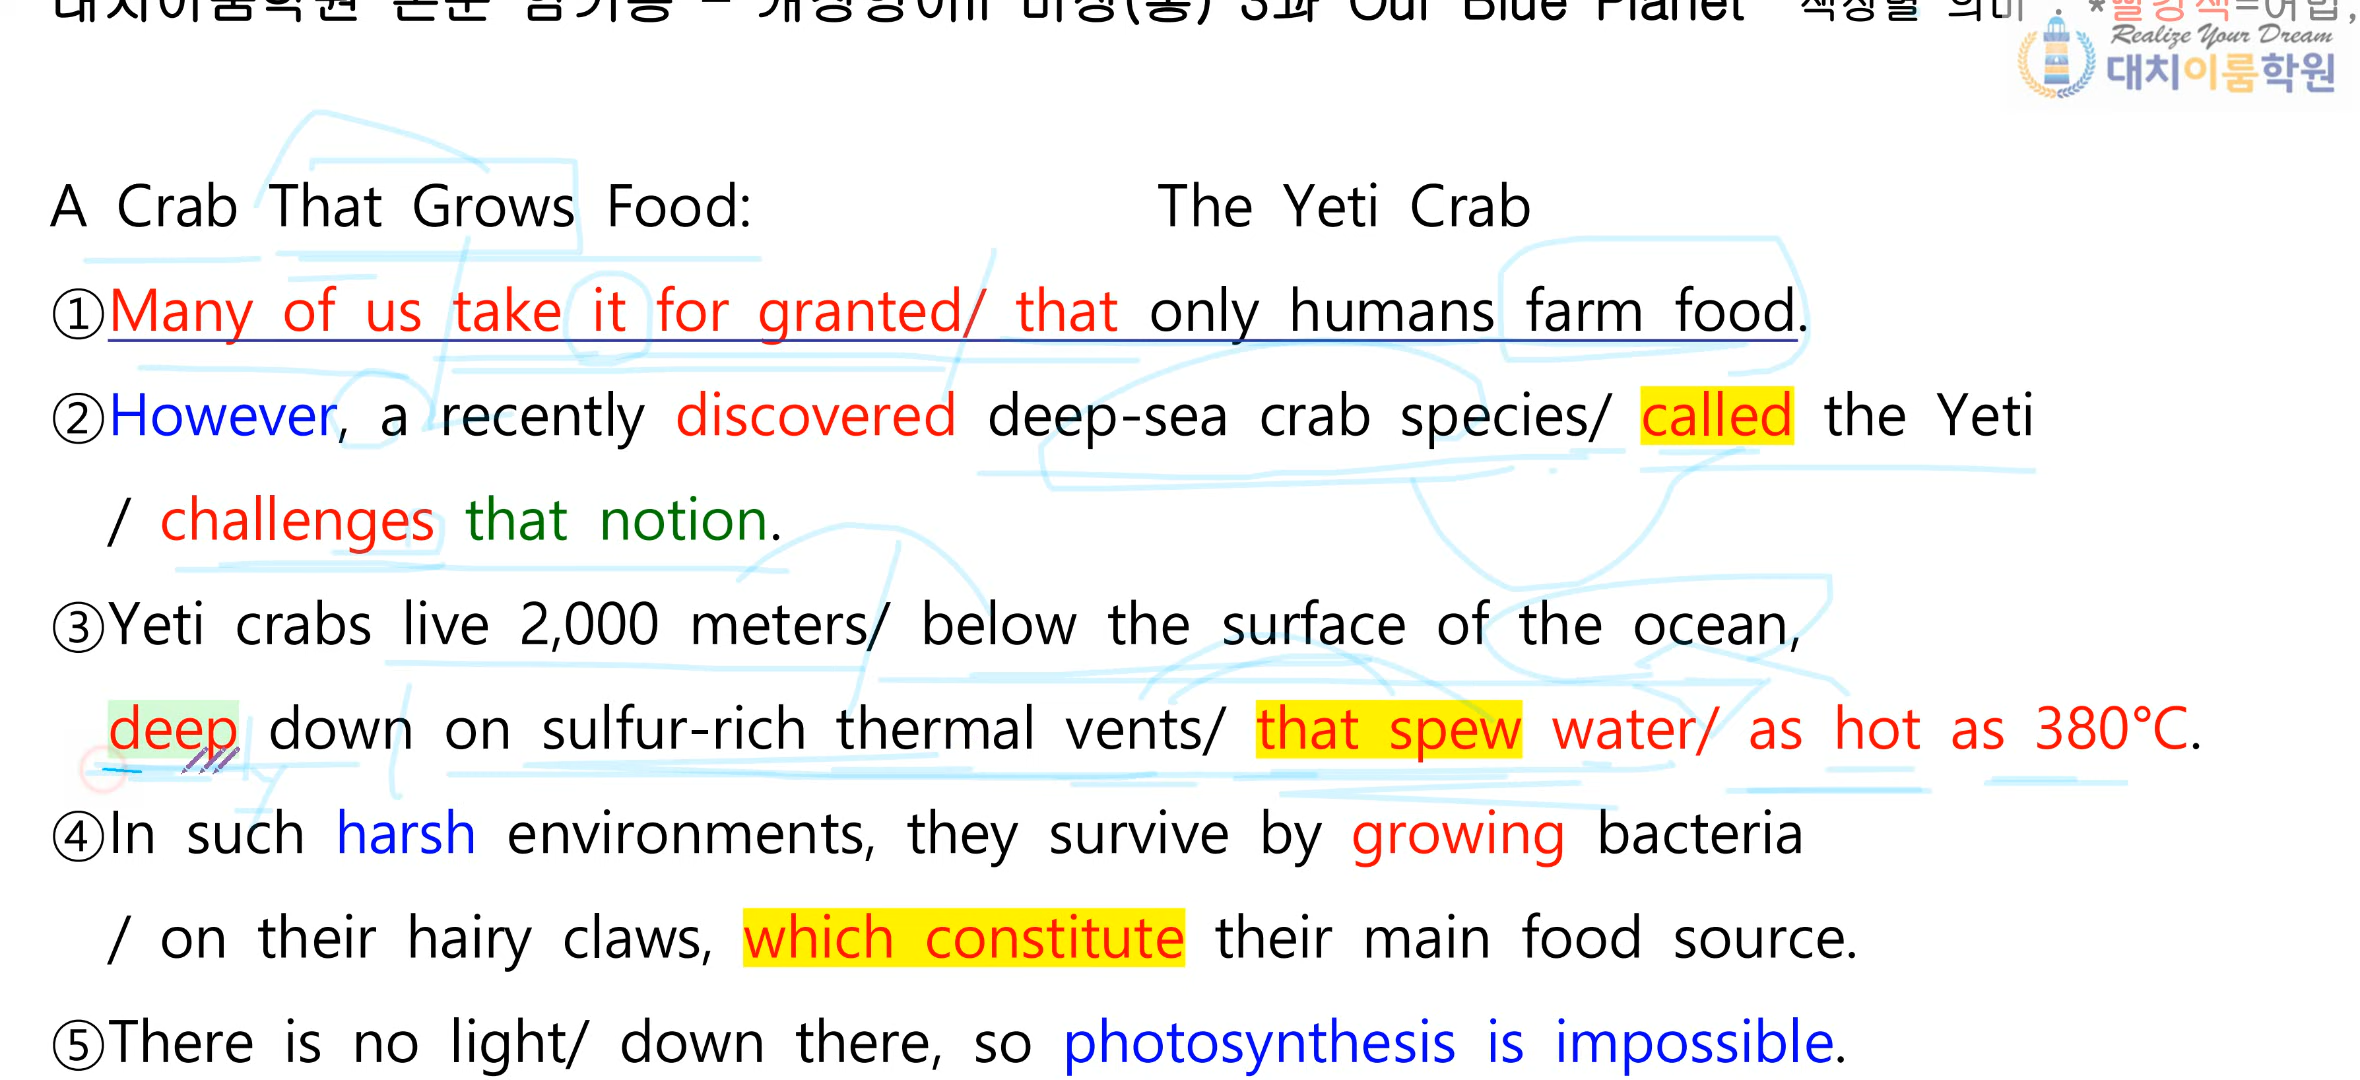 3과 Our Blue Planet
Realize Your Dream
대치이룸학원
A Crab That Grows Food: The Yeti Crab
①Many of us take it for granted/ that only humans farm food.
②However, a recently discovered deep-sea crab species/ called the Yeti
/ challenges that notion.
③Yeti crabs live 2,000 meters/ below the surface of the ocean,
deep down on sulfur-rich thermal vents/ that spew water/ as hot as 380℃.
④In such harsh environments, they survive by growing bacteria
/ on their hairy claws, which constitute their main food source.
⑤There is no light/ down there, so photosynthesis is impossible.